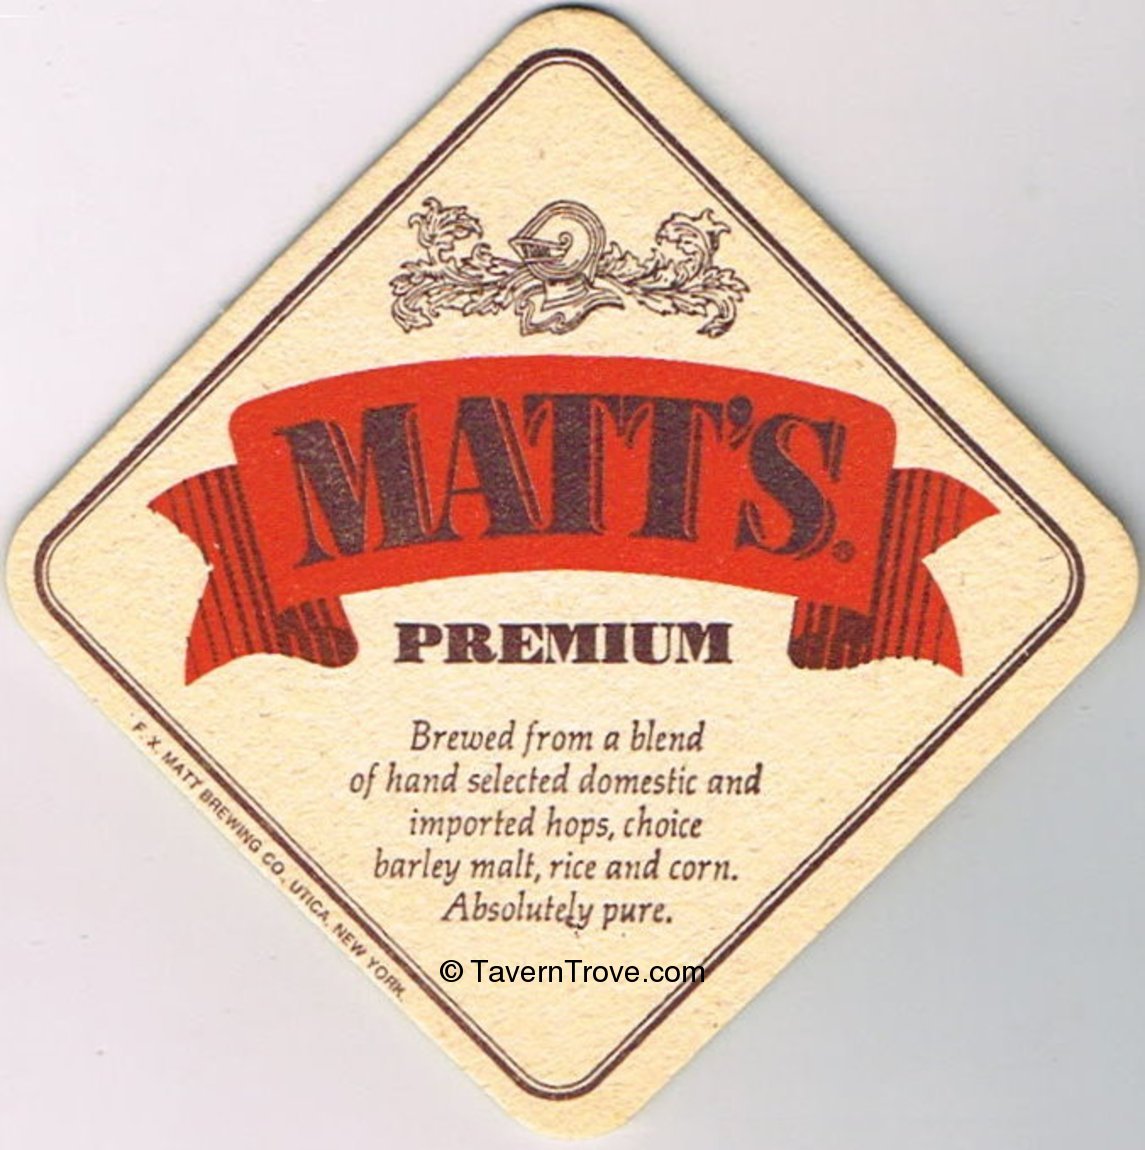 MATT'S.®
PREMIUM
Brewed from a blend
of hand selected domestic and
imported hops, choice
barley malt, rice and corn.
Absolutely pure.
F. X. MATT BREWING CO., UTICA, NEW YORK.
© TavernTrove.com